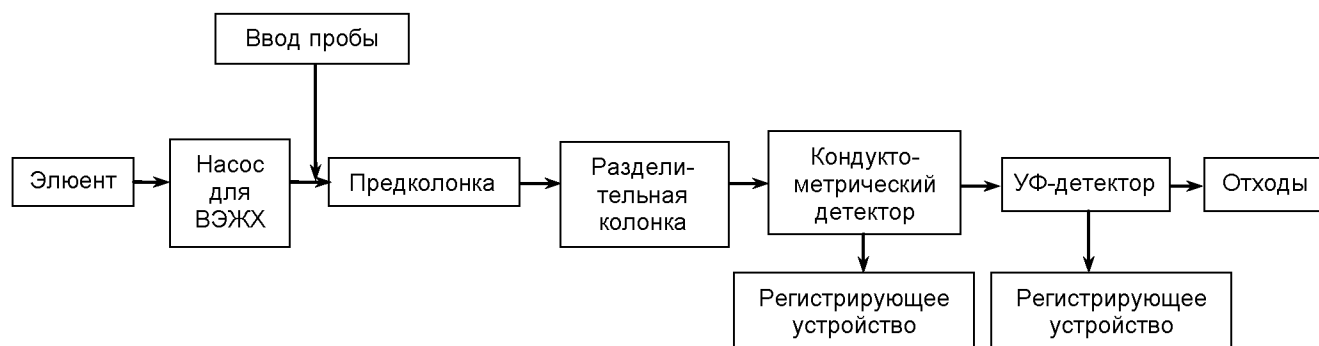 Ввод пробы
Элюент
Насос
для
ВЭЖХ
Предколонка
Раздели-
тельная
колонка
Кондукто-
метрический
детектор
УФ-детектор
Отходы
Регистрирующее
устройство
Регистрирующее
устройство